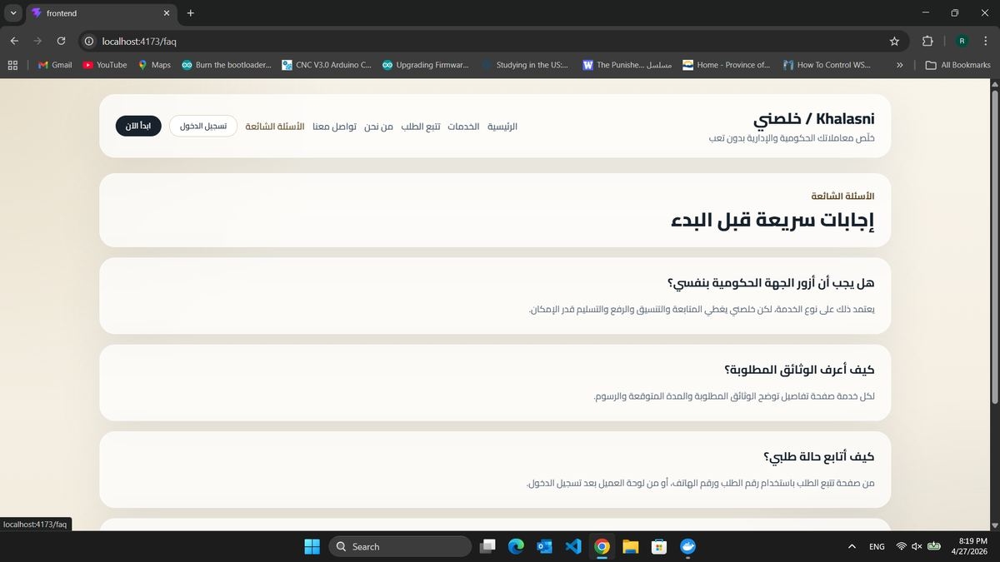 frontend
localhost:4173/faq
Gmail
YouTube
Maps
Burn the bootloader...
CNC V3.0 Arduino C...
Upgrading Firmwar...
Studying in the US:...
The Punishe... مسلسل
Home - Province of...
How To Control WS...
All Bookmarks
Khalasni / خلصني
خلّص معاملاتك الحكومية والإدارية بدون تعب
الرئيسية الخدمات تتبع الطلب من نحن تواصل معنا الأسئلة الشائعة تسجيل الدخول ابدأ الآن
الأسئلة الشائعة
إجابات سريعة قبل البدء
هل يجب أن أزور الجهة الحكومية بنفسي؟
يعتمد ذلك على نوع الخدمة، لكن خلصني يغطي المتابعة والتنسيق والرفع والتسليم قدر الإمكان.
كيف أعرف الوثائق المطلوبة؟
لكل خدمة صفحة تفاصيل توضح الوثائق المطلوبة والمدة المتوقعة والرسوم.
كيف أتابع حالة طلبي؟
من صفحة تتبع الطلب باستخدام رقم الطلب ورقم الهاتف، أو من لوحة العميل بعد تسجيل الدخول.
localhost:4173/faq
Search
ENG
8:19 PM
4/27/2026